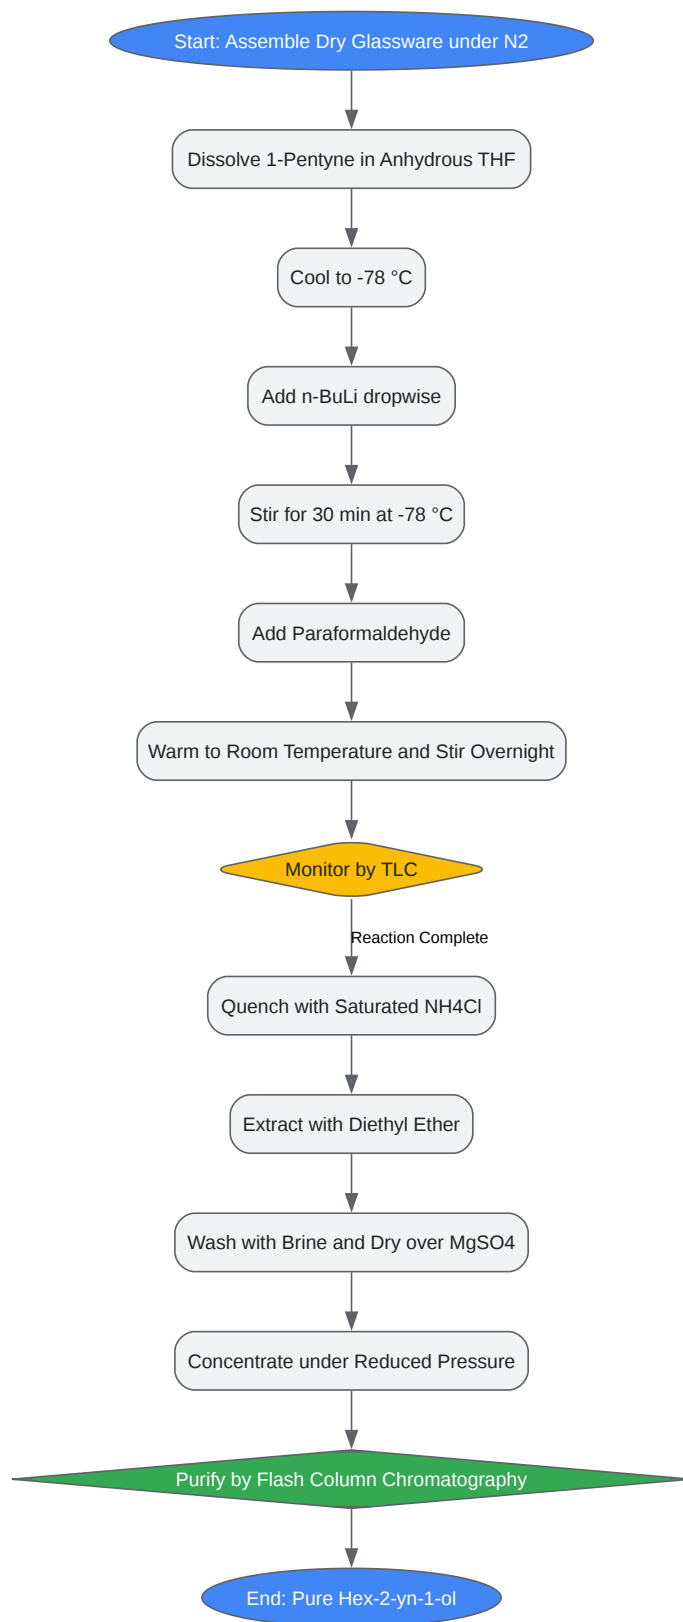 Start: Assemble Dry Glassware under N2
Dissolve 1-Pentyne in Anhydrous THF
Cool to -78 °C
Add n-BuLi dropwise
Stir for 30 min at -78 °C
Add Paraformaldehyde
Warm to Room Temperature and Stir Overnight
Monitor by TLC
Reaction Complete
Quench with Saturated NH4Cl
Extract with Diethyl Ether
Wash with Brine and Dry over MgSO4
Concentrate under Reduced Pressure
Purify by Flash Column Chromatography
End: Pure Hex-2-yn-1-ol